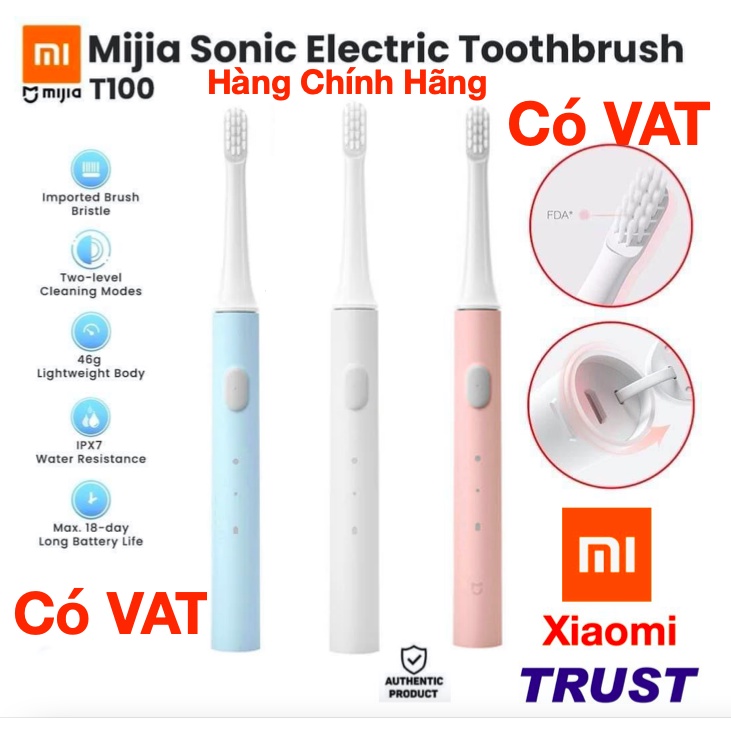 mi Mijia Sonic Electric Toothbrush
mijia T100
Hàng Chính Hãng
Có VAT
Imported Brush
Bristle
Two-level
Cleaning Modes
46g
Lightweight Body
IPX7
Water Resistance
Max. 18-day
Long Battery Life
FDA*
Có VAT
mi
Xiaomi
TRUST
AUTHENTIC
PRODUCT